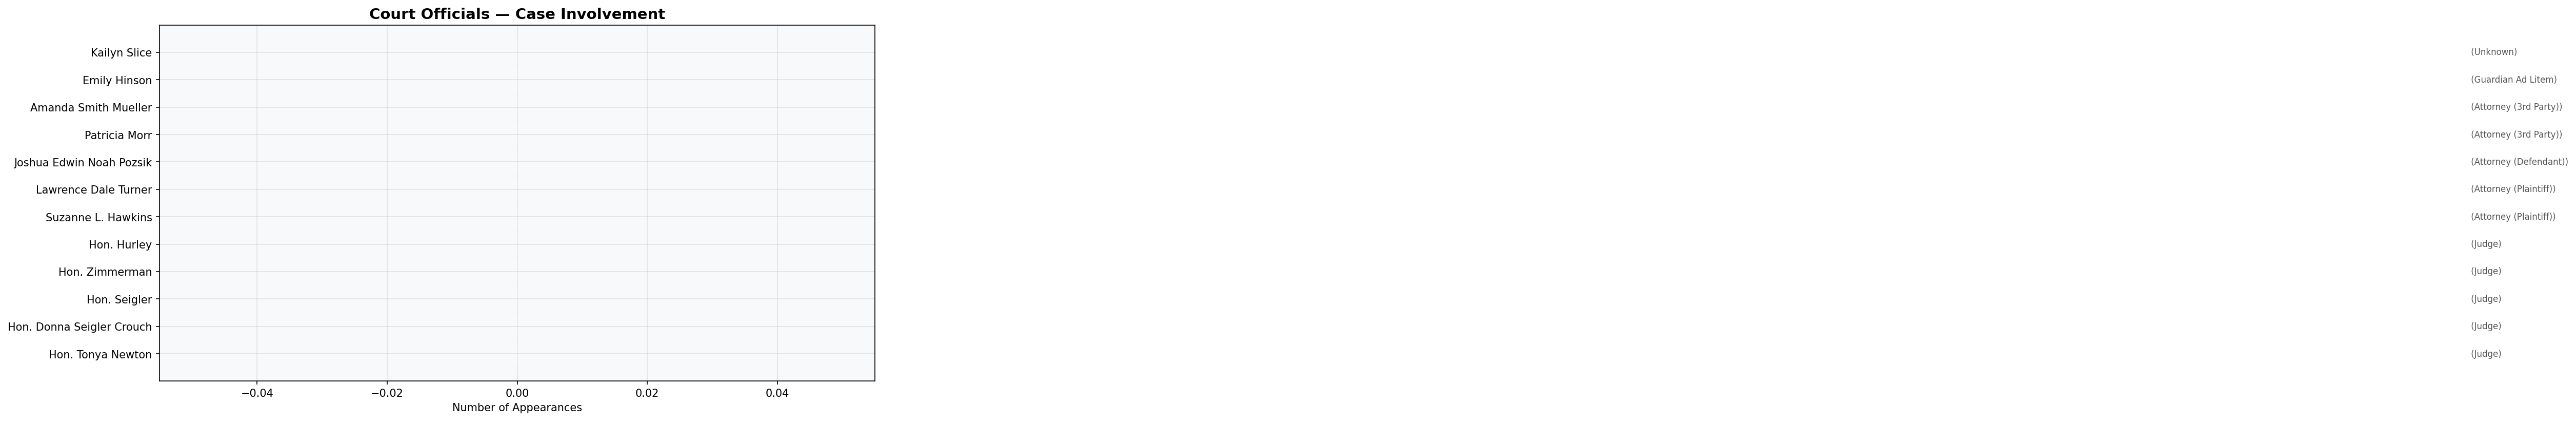 Court Officials — Case Involvement
Kailyn Slice (Unknown)
Emily Hinson (Guardian Ad Litem)
Amanda Smith Mueller (Attorney (3rd Party))
Patricia Morr (Attorney (3rd Party))
Joshua Edwin Noah Pozsik (Attorney (Defendant))
Lawrence Dale Turner (Attorney (Plaintiff))
Suzanne L. Hawkins (Attorney (Plaintiff))
Hon. Hurley (Judge)
Hon. Zimmerman (Judge)
Hon. Seigler (Judge)
Hon. Donna Seigler Crouch (Judge)
Hon. Tonya Newton (Judge)
−0.04 −0.02 0.00 0.02 0.04
Number of Appearances